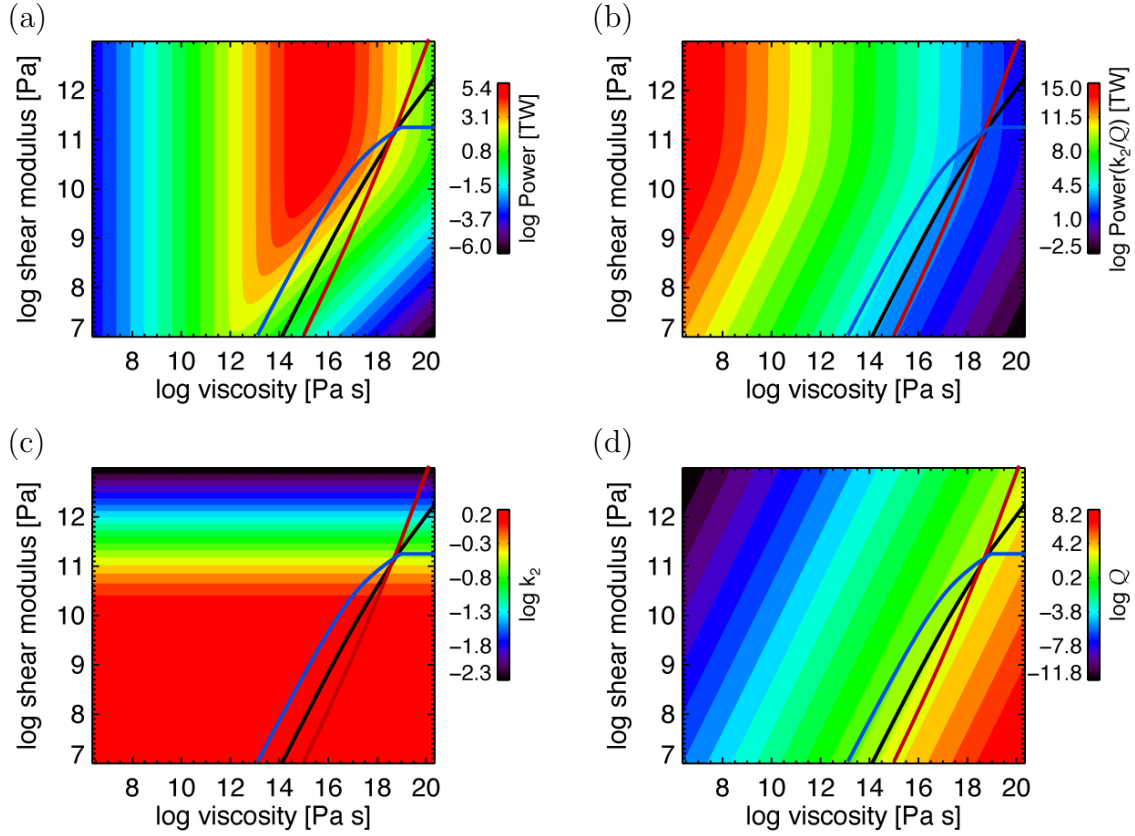 (a)
log shear modulus [Pa]
12
11
10
9
8
7
8 10 12 14 16 18 20
log viscosity [Pa s]
5.4
3.1
0.8
−1.5
−3.7
−6.0
log Power [TW]
(b)
log shear modulus [Pa]
12
11
10
9
8
7
8 10 12 14 16 18 20
log viscosity [Pa s]
15.0
11.5
8.0
4.5
1.0
−2.5
log Power(k₂/Q) [TW]
(c)
log shear modulus [Pa]
12
11
10
9
8
7
8 10 12 14 16 18 20
log viscosity [Pa s]
0.2
−0.3
−0.8
−1.3
−1.8
−2.3
log k₂
(d)
log shear modulus [Pa]
12
11
10
9
8
7
8 10 12 14 16 18 20
log viscosity [Pa s]
8.2
4.2
0.2
−3.8
−7.8
−11.8
log Q